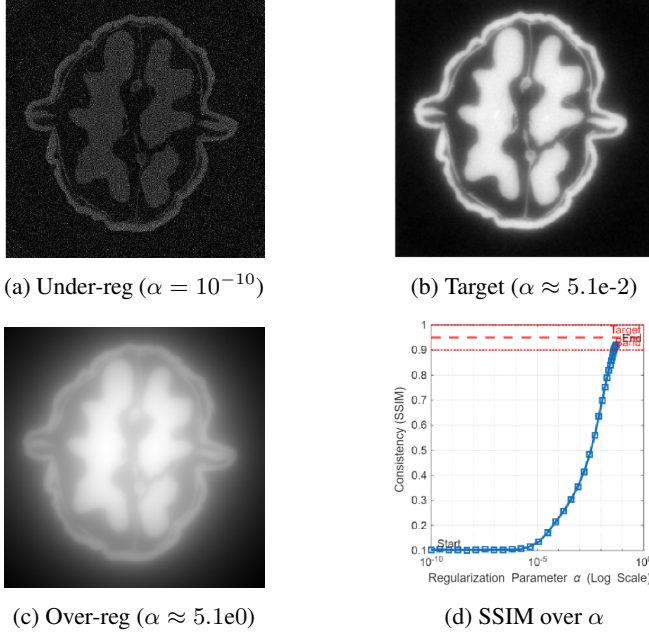 (a) Under-reg (α = 10⁻¹⁰)
(b) Target (α ≈ 5.1e-2)
Consistency (SSIM)
1
0.9
0.8
0.7
0.6
0.5
0.4
0.3
0.2
0.1
Target
Band
End
Start
10⁻¹⁰
10⁻⁵
10⁰
Regularization Parameter α (Log Scale)
(c) Over-reg (α ≈ 5.1e0)
(d) SSIM over α